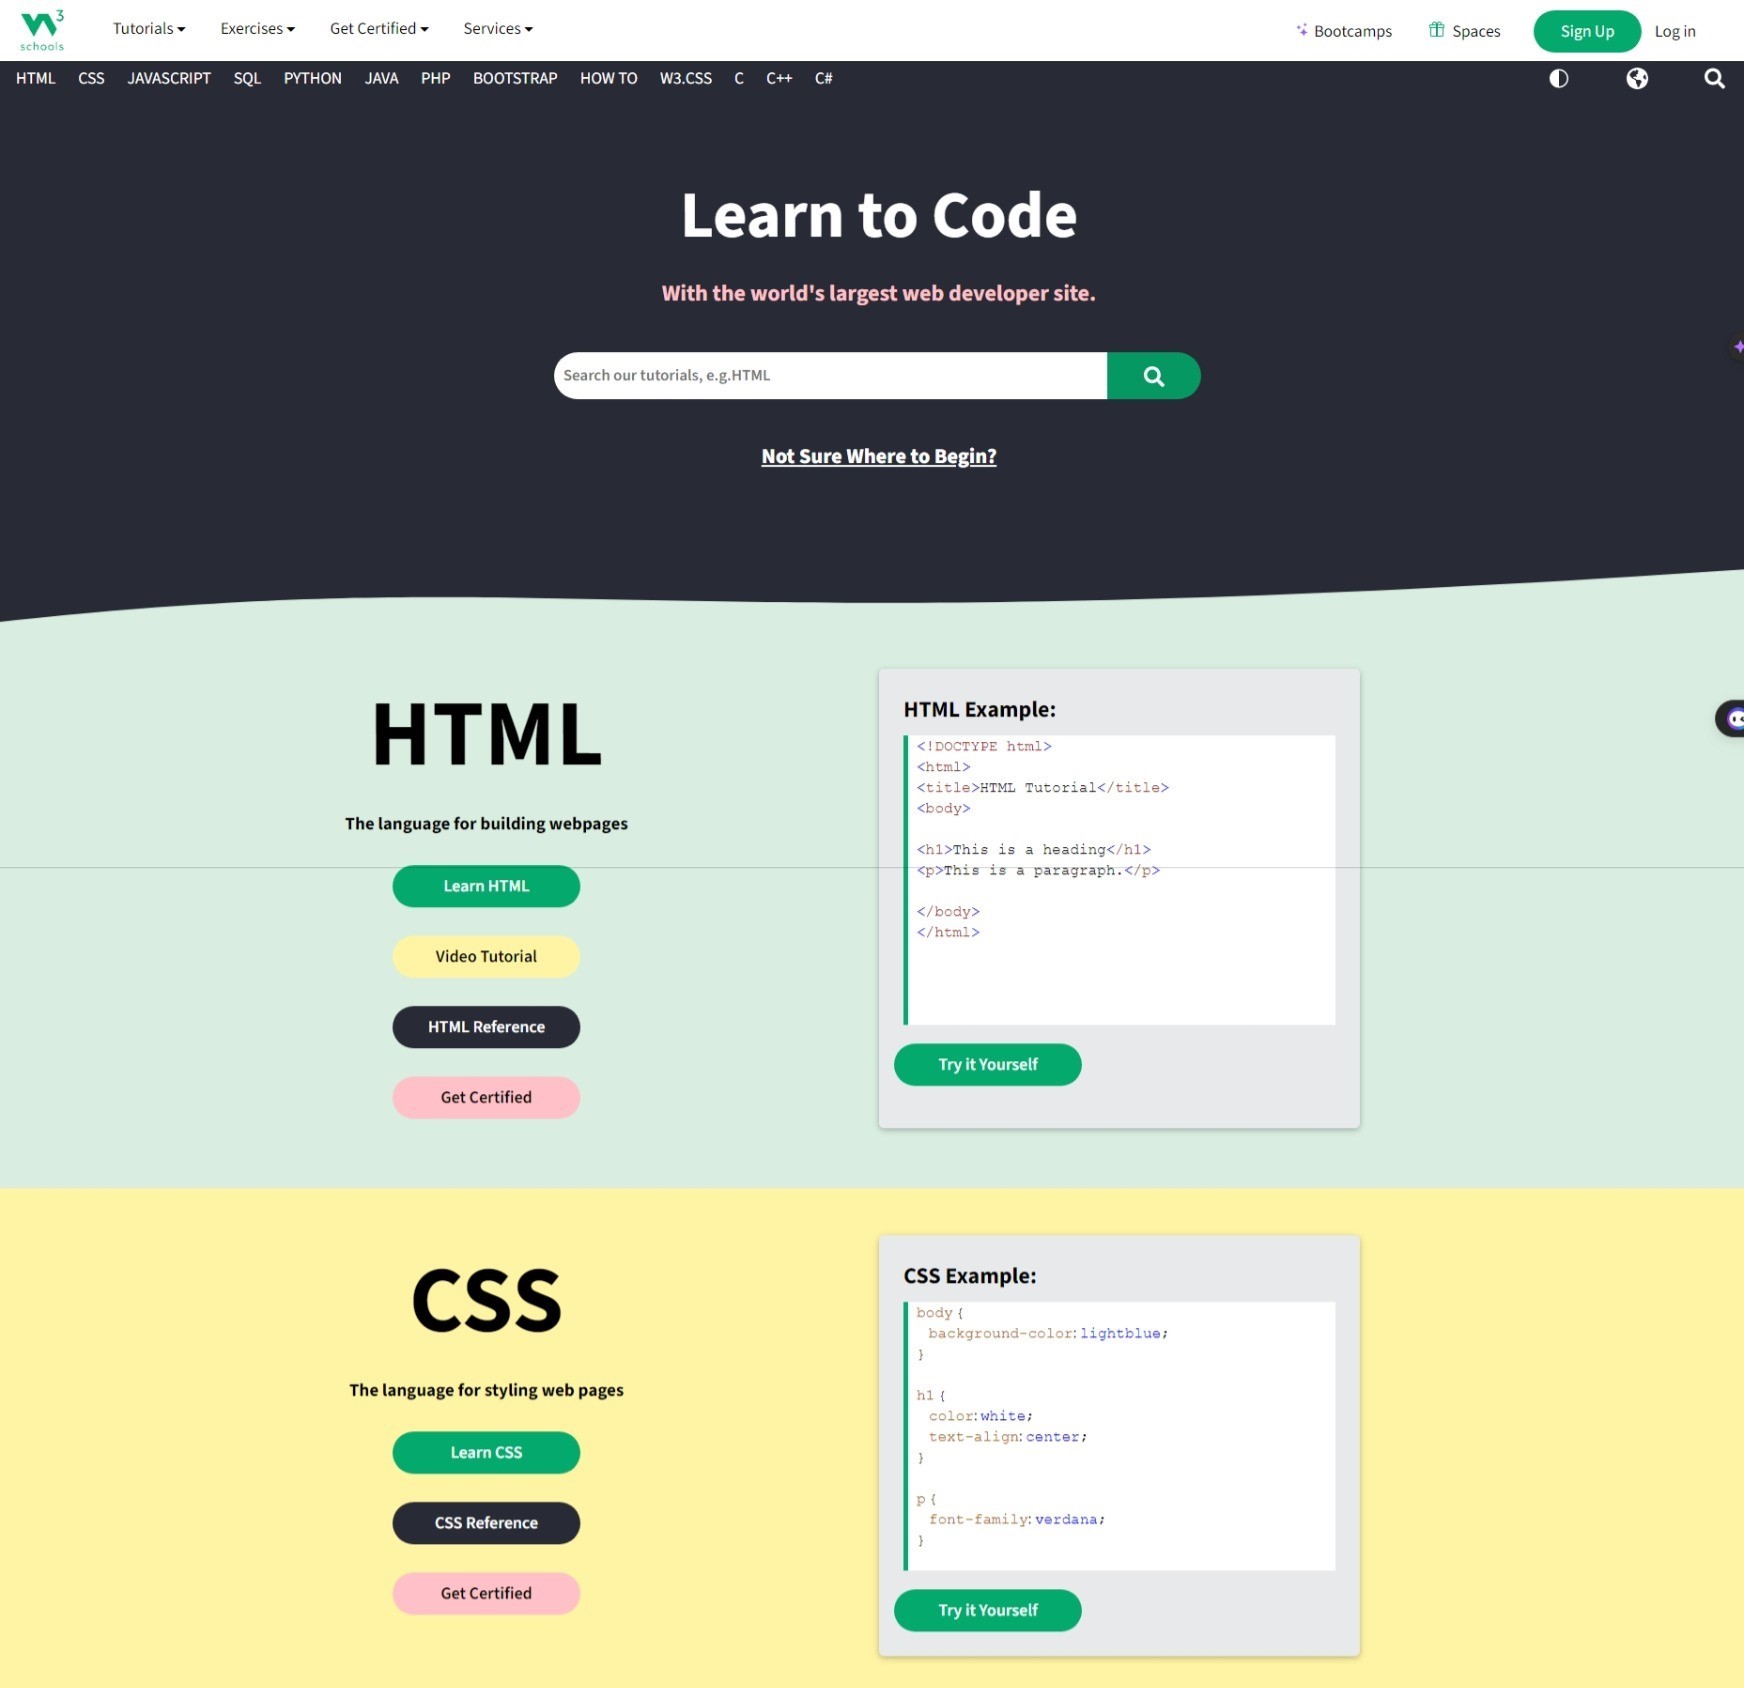 3
schools
Tutorials
Exercises
Get Certified
Services
Bootcamps
Spaces
Sign Up
Log in
HTML
CSS
JAVASCRIPT
SQL
PYTHON
JAVA
PHP
BOOTSTRAP
HOW TO
W3.CSS
C
C++
C#
Learn to Code
With the world's largest web developer site.
Search our tutorials, e.g.HTML
Not Sure Where to Begin?
HTML
The language for building webpages
Learn HTML
Video Tutorial
HTML Reference
Get Certified
HTML Example:
<!DOCTYPE html>
<html>
<title>HTML Tutorial</title>
<body>
<h1>This is a heading</h1>
<p>This is a paragraph.</p>
</body>
</html>
Try it Yourself
CSS
The language for styling web pages
Learn CSS
CSS Reference
Get Certified
CSS Example:
body {
background-color: lightblue;
}
h1 {
color: white;
text-align: center;
}
p {
font-family: verdana;
}
Try it Yourself